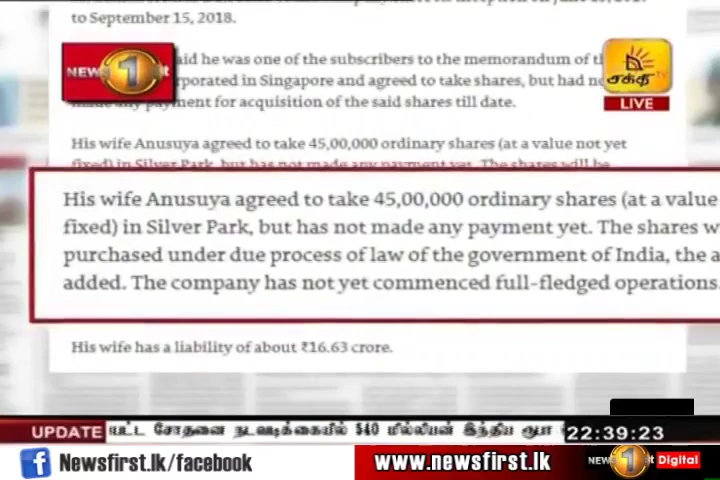 to September 15, 2018.
NEWS 1st
aid he was one of the subscribers to the memorandum of t
சக்தி TV
orporated in Singapore and agreed to take shares, but had no
LIVE
made any payment for acquisition of the said shares till date.
His wife Anusuya agreed to take 45,00,000 ordinary shares (at a value not yet
fixed) in Silver Park, but has not made any payment yet. The shares will be
His wife Anusuya agreed to take 45,00,000 ordinary shares (at a value
fixed) in Silver Park, but has not made any payment yet. The shares w
purchased under due process of law of the government of India, the a
added. The company has not yet commenced full-fledged operations.
His wife has a liability of about ₹16.63 crore.
UPDATE
சோதனை நடவடிக்கையில் $40 மில்லியன் இந்திய ரூபா
22:39:23
Newsfirst.lk/facebook
www.newsfirst.lk
NEWS 1st Digital